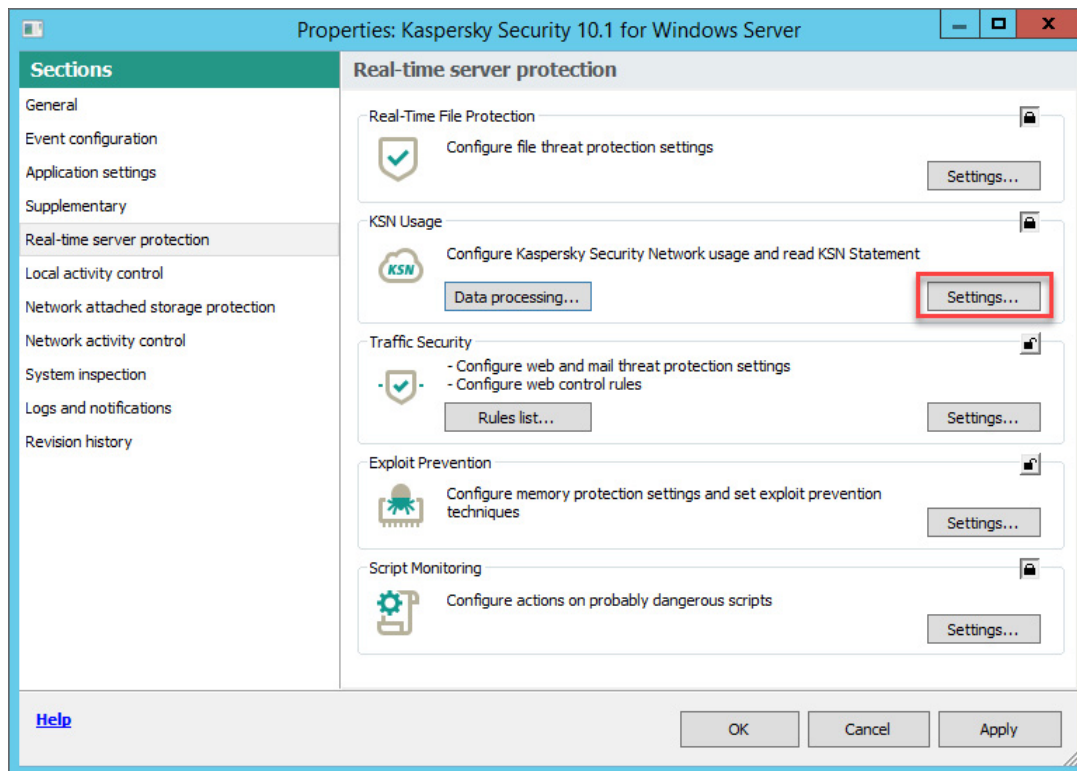 Properties: Kaspersky Security 10.1 for Windows Server
Sections
General
Event configuration
Application settings
Supplementary
Real-time server protection
Local activity control
Network attached storage protection
Network activity control
System inspection
Logs and notifications
Revision history
Real-time server protection
Real-Time File Protection
Configure file threat protection settings
Settings...
KSN Usage
KSN
Configure Kaspersky Security Network usage and read KSN Statement
Data processing...
Settings...
Traffic Security
- Configure web and mail threat protection settings
- Configure web control rules
Rules list...
Settings...
Exploit Prevention
Configure memory protection settings and set exploit prevention
techniques
Settings...
Script Monitoring
Configure actions on probably dangerous scripts
Settings...
Help
OK
Cancel
Apply